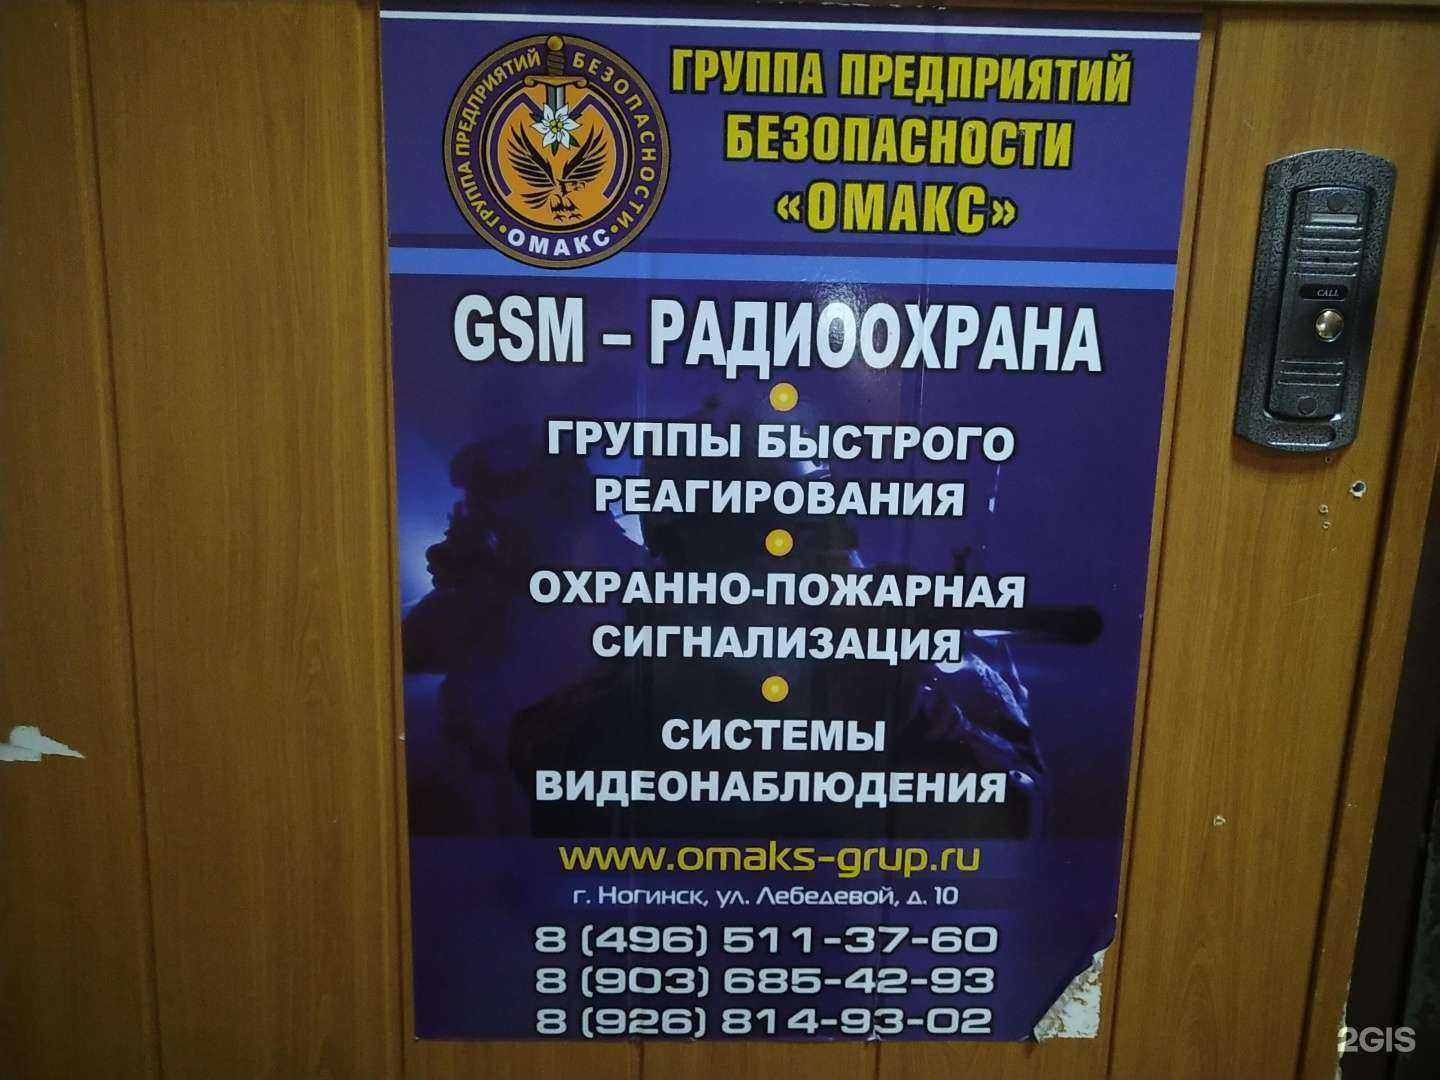 ГРУППА ПРЕДПРИЯТИЙ БЕЗОПАСНОСТИ
ОМАКС
ГРУППА ПРЕДПРИЯТИЙ
БЕЗОПАСНОСТИ
«ОМАКС»
GSM – РАДИООХРАНА
ГРУППЫ БЫСТРОГО
РЕАГИРОВАНИЯ
ОХРАННО-ПОЖАРНАЯ
СИГНАЛИЗАЦИЯ
СИСТЕМЫ
ВИДЕОНАБЛЮДЕНИЯ
www.omaks-grup.ru
г. Ногинск, ул. Лебедевой, д. 10
8 (496) 511-37-60
8 (903) 685-42-93
8 (926) 814-93-02
CALL
2GIS